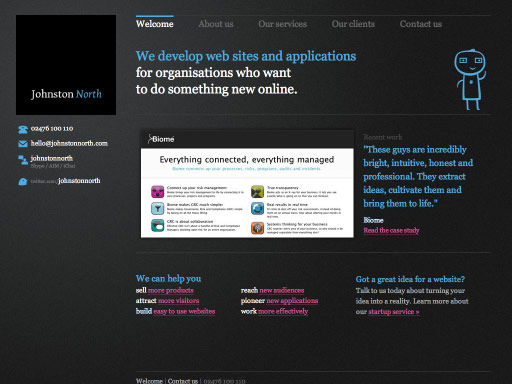 Welcome
About us
Our services
Our clients
Contact us
Johnston North
We develop web sites and applications
for organisations who want
to do something new online.
02476 100 110
hello@johnstonnorth.com
johnstonnorth
Skype / AIM / iChat
twitter.com/johnstonnorth
Biome
Everything connected, everything managed
Biome connects up your processes, risks, programs, audits and incidents.
Connect up your risk management
True transparency
Biome makes CRC much simpler
Real results in real time
CRC is about collaboration
Systems thinking for your business
Recent work
"These guys are incredibly
bright, intuitive, honest and
professional. They extract
ideas, cultivate them and
bring them to life."
Biome
Read the case study
We can help you
sell more products
attract more visitors
build easy to use websites
reach new audiences
pioneer new applications
work more effectively
Got a great idea for a website?
Talk to us today about turning your
idea into a reality. Learn more about
our startup service »
Welcome | Contact us | 02476 100 110